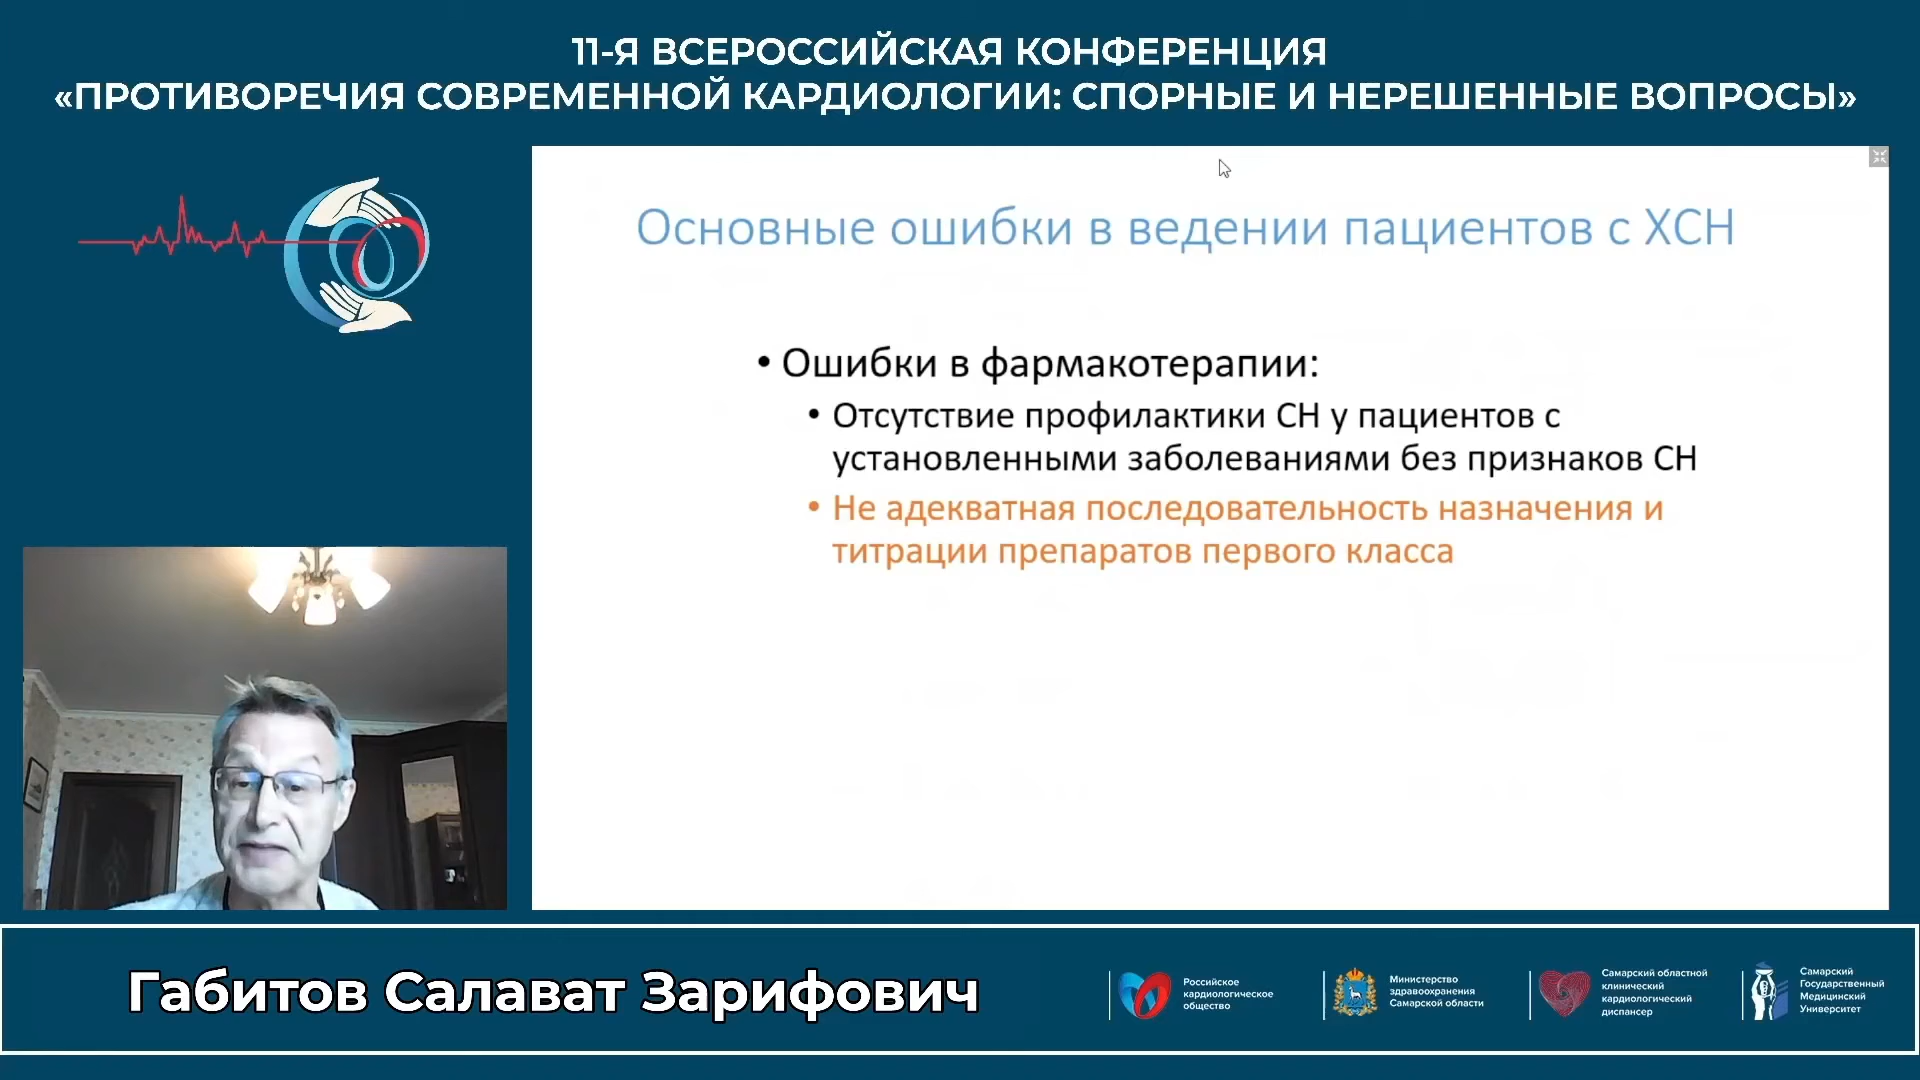 11-Я ВСЕРОССИЙСКАЯ КОНФЕРЕНЦИЯ
«ПРОТИВОРЕЧИЯ СОВРЕМЕННОЙ КАРДИОЛОГИИ: СПОРНЫЕ И НЕРЕШЕННЫЕ ВОПРОСЫ»
Основные ошибки в ведении пациентов с ХСН
• Ошибки в фармакотерапии:
• Отсутствие профилактики СН у пациентов с
установленными заболеваниями без признаков СН
• Не адекватная последовательность назначения и
титрации препаратов первого класса
Габитов Салават Зарифович
Российское
кардиологическое
общество
Министерство
здравоохранения
Самарской области
Самарский областной
клинический
кардиологический
диспансер
Самарский
Государственный
Медицинский
Университет